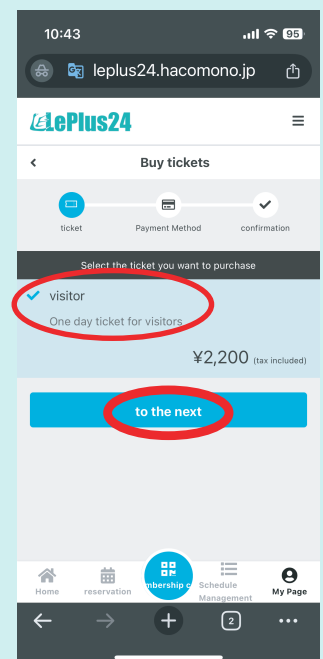 10:43
95
leplus24.hacomono.jp
LePlus24
Buy tickets
ticket
Payment Method
confirmation
Select the ticket you want to purchase
visitor
One day ticket for visitors
¥2,200 (tax included)
to the next
Home
reservation
mbership c
Schedule
Management
My Page
2